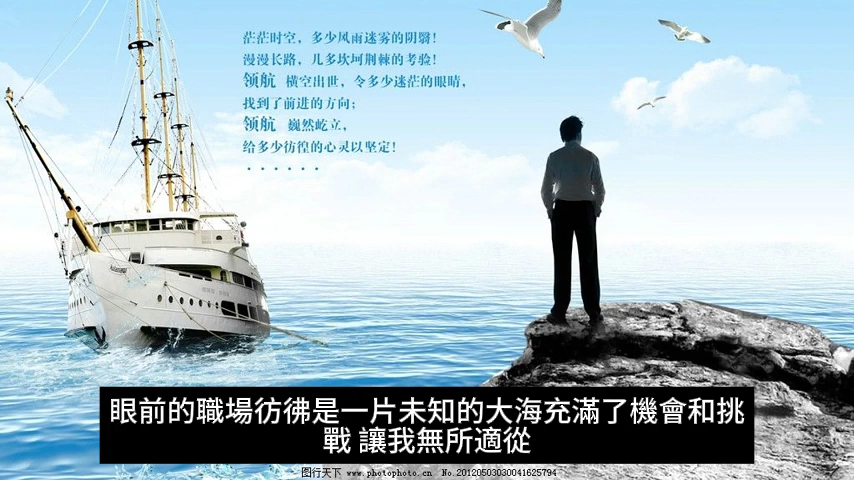 茫茫时空，多少风雨迷雾的阴翳！
漫漫长路，几多坎坷荆棘的考验！
领航 横空出世，令多少迷茫的眼睛，
找到了前进的方向；
领航 巍然屹立，
给多少彷徨的心灵以坚定！
······
眼前的職場彷彿是一片未知的大海充滿了機會和挑
戰 讓我無所適從
图行天下 www.photophoto.cn No.20120503030041625794